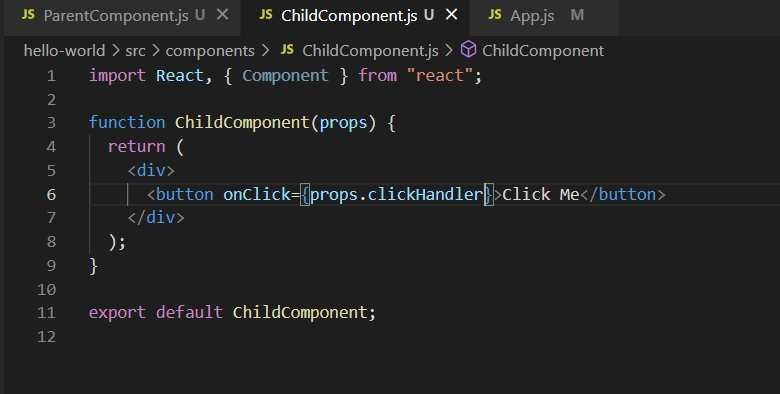 JS ParentComponent.js U × JS ChildComponent.js U × JS App.js M
hello-world > src > components > JS ChildComponent.js > ChildComponent
1 import React, { Component } from "react";
2
3 function ChildComponent(props) {
4 return (
5 <div>
6 <button onClick={props.clickHandler}>Click Me</button>
7 </div>
8 );
9 }
10
11 export default ChildComponent;
12